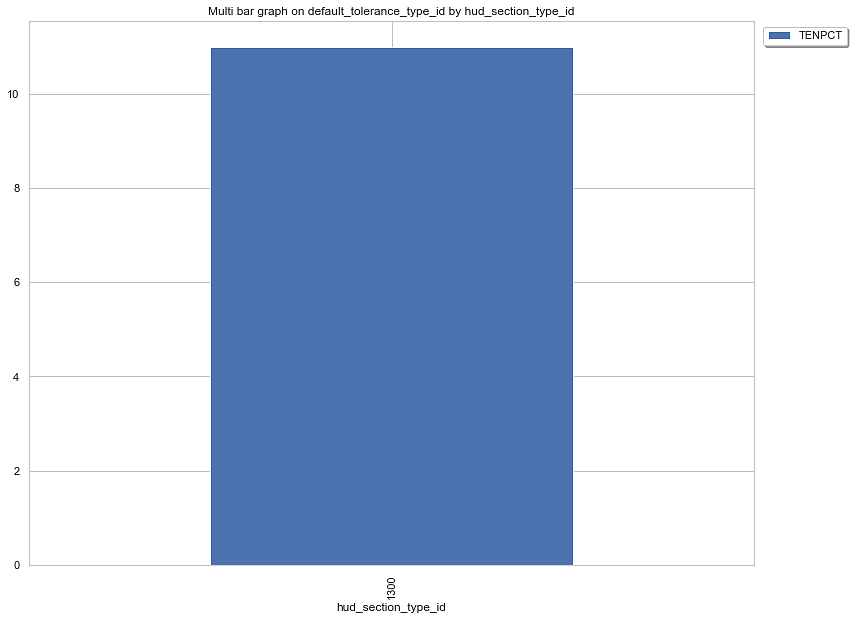 Multi bar graph on default_tolerance_type_id by hud_section_type_id
TENPCT
10
8
6
4
2
0
1300
hud_section_type_id